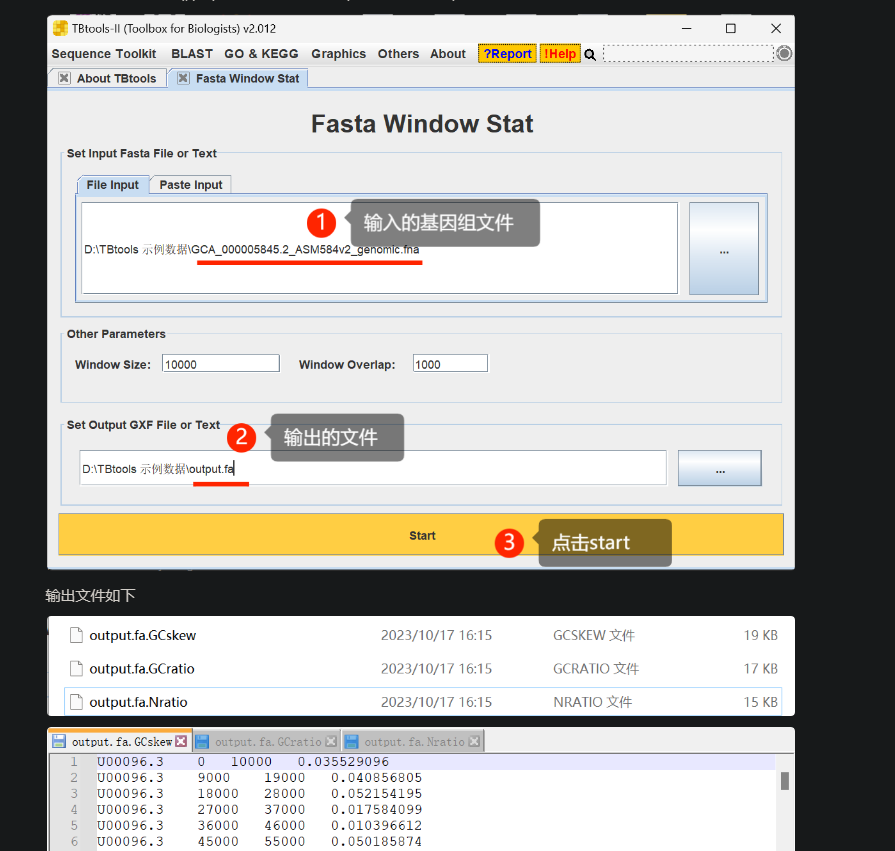 TBtools-II (Toolbox for Biologists) v2.012
Sequence Toolkit BLAST GO & KEGG Graphics Others About ?Report !Help
About TBtools Fasta Window Stat
Fasta Window Stat
Set Input Fasta File or Text
File Input Paste Input
1 输入的基因组文件
D:\TBtools 示例数据\GCA_000005845.2_ASM584v2_genomic.fna
...
Other Parameters
Window Size: 10000 Window Overlap: 1000
Set Output GXF File or Text
2 输出的文件
D:\TBtools 示例数据\output.fa
...
Start
3 点击start
输出文件如下
output.fa.GCskew 2023/10/17 16:15 GCSKEW 文件 19 KB
output.fa.GCratio 2023/10/17 16:15 GCRATIO 文件 17 KB
output.fa.Nratio 2023/10/17 16:15 NRATIO 文件 15 KB
output.fa.GCskew output.fa.GCratio output.fa.Nratio
1 U00096.3 0 10000 0.035529096
2 U00096.3 9000 19000 0.040856805
3 U00096.3 18000 28000 0.052154195
4 U00096.3 27000 37000 0.017584099
5 U00096.3 36000 46000 0.010396612
6 U00096.3 45000 55000 0.050185874